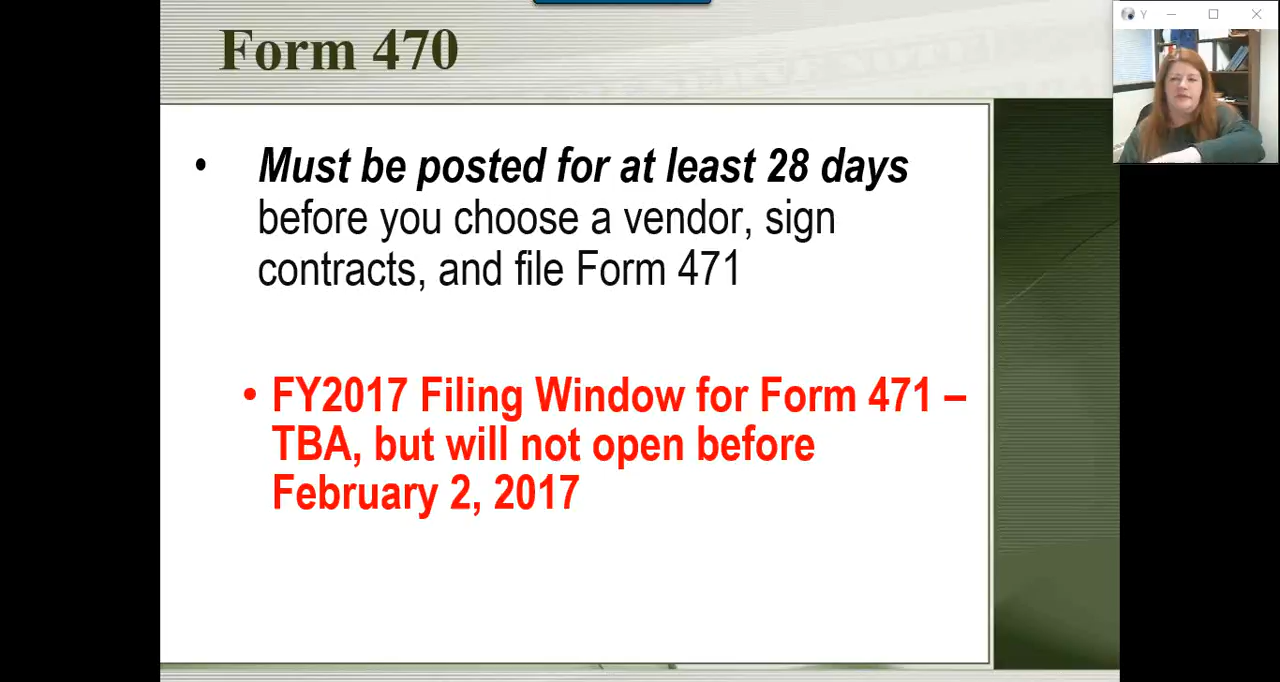 Form 470
Y
• Must be posted for at least 28 days
before you choose a vendor, sign
contracts, and file Form 471
• FY2017 Filing Window for Form 471 –
TBA, but will not open before
February 2, 2017